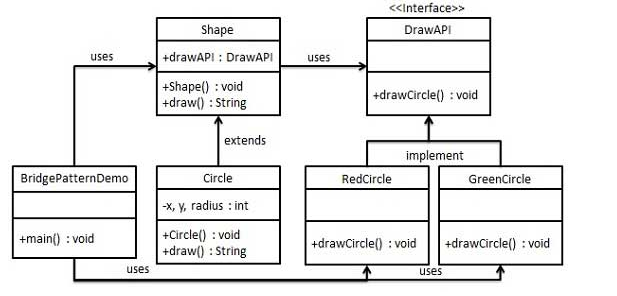 <<Interface>>
Shape
+drawAPI : DrawAPI
+Shape() : void
+draw() : String
uses
uses
DrawAPI
+drawCircle() : void
extends
implement
BridgePatternDemo
+main() : void
Circle
-x, y, radius : int
+Circle() : void
+draw() : String
RedCircle
+drawCircle() : void
GreenCircle
+drawCircle() : void
uses
uses